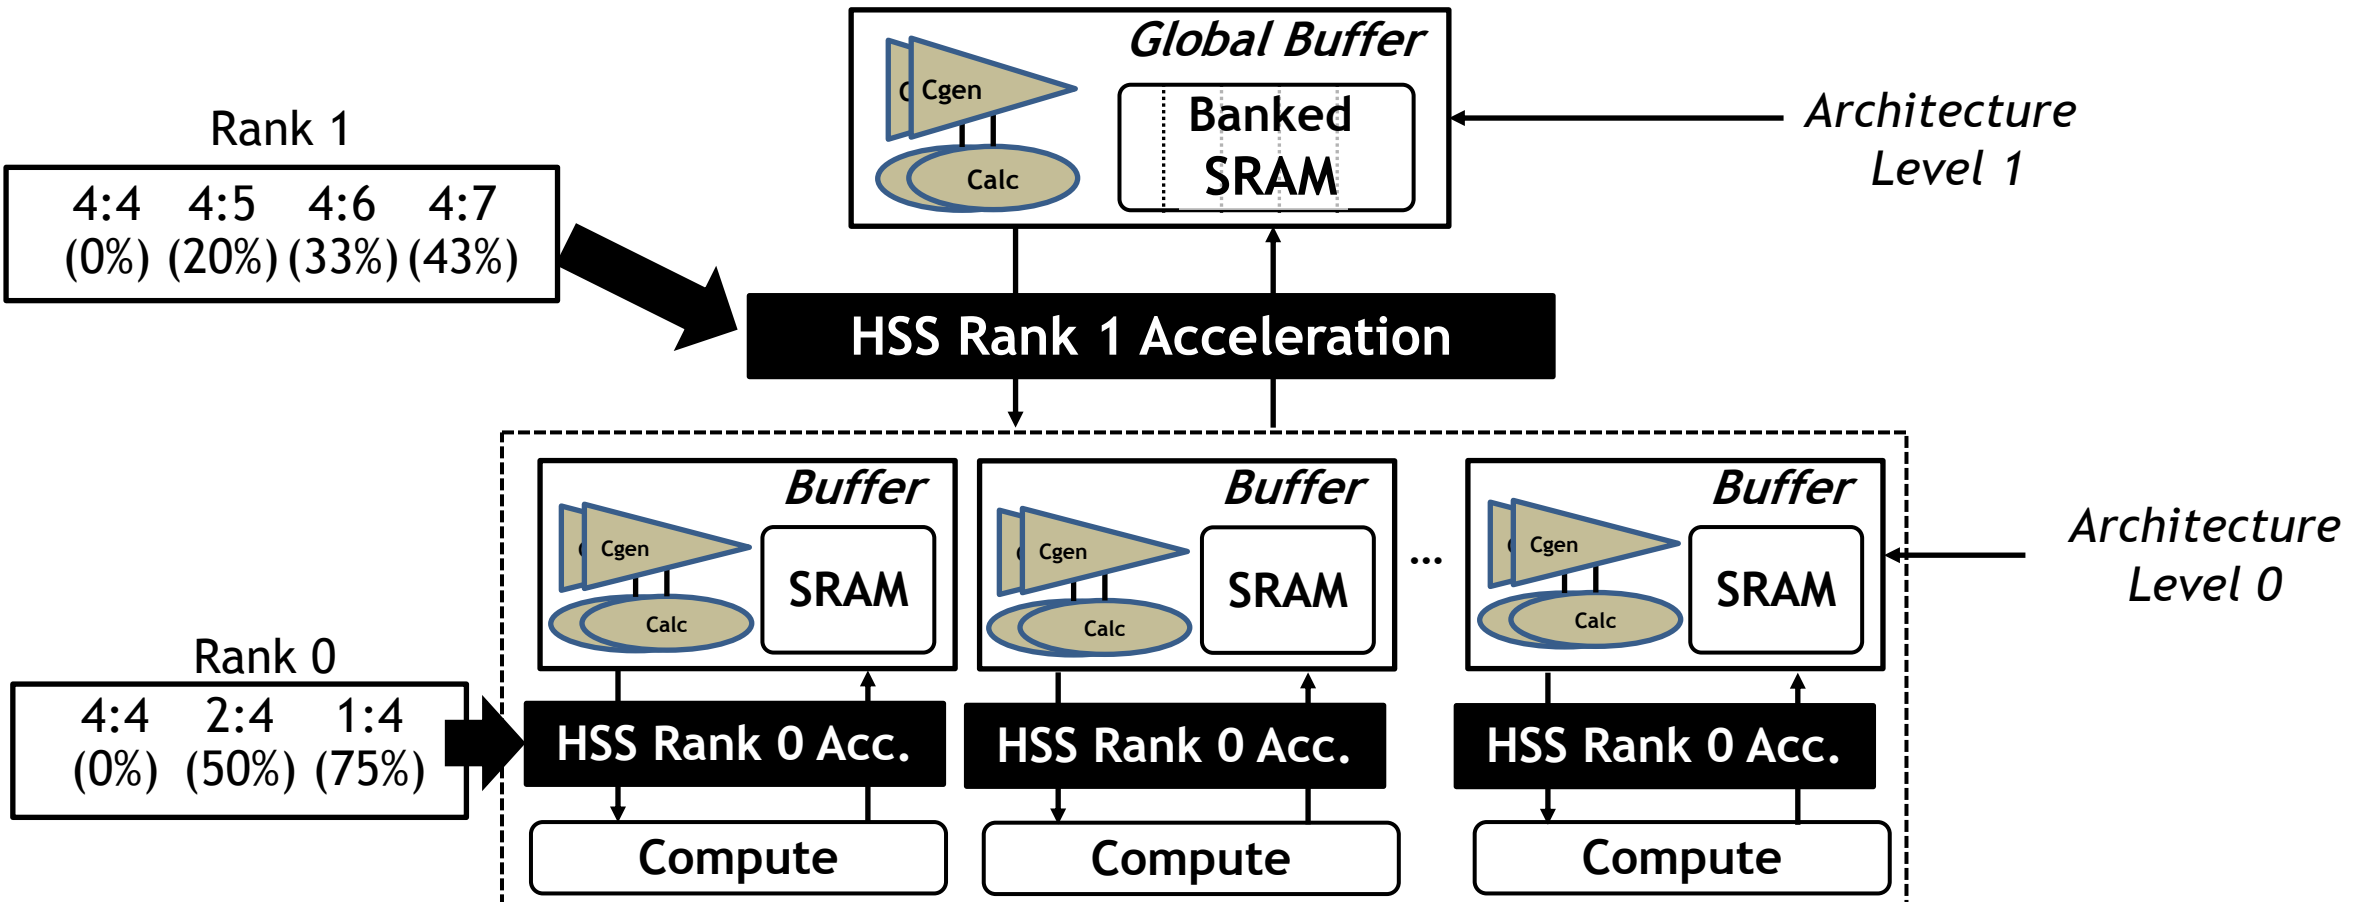 Global Buffer
Cgen
Calc
Banked
SRAM
Architecture
Level 1
Rank 1
4:4 4:5 4:6 4:7
(0%) (20%) (33%) (43%)
HSS Rank 1 Acceleration
Buffer
Cgen
Calc
SRAM
Buffer
Cgen
Calc
SRAM
...
Buffer
Cgen
Calc
SRAM
Architecture
Level 0
Rank 0
4:4 2:4 1:4
(0%) (50%) (75%)
HSS Rank 0 Acc.
HSS Rank 0 Acc.
HSS Rank 0 Acc.
Compute
Compute
Compute